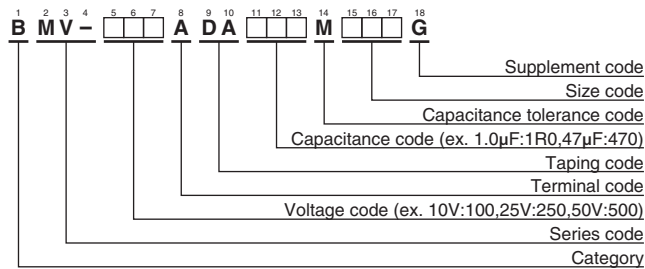 1 2 3 4 5 6 7 8 9 10 11 12 13 14 15 16 17 18
B M V – A D A M G
Supplement code
Size code
Capacitance tolerance code
Capacitance code (ex. 1.0μF:1R0,47μF:470)
Taping code
Terminal code
Voltage code (ex. 10V:100,25V:250,50V:500)
Series code
Category